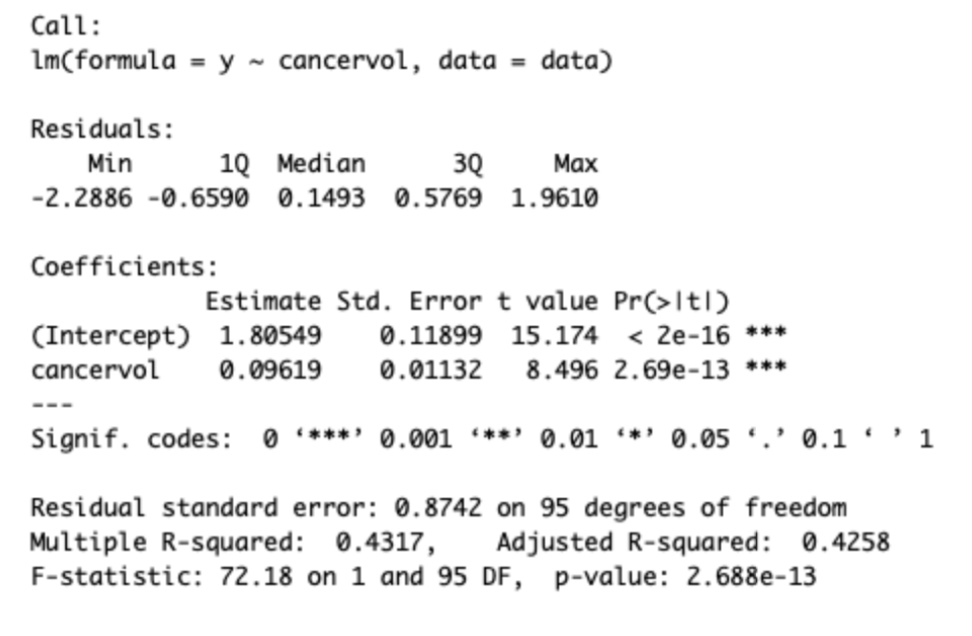 Call:
lm(formula = y ~ cancervol, data = data)
Residuals:
    Min      1Q  Median      3Q     Max
-2.2886 -0.6590  0.1493  0.5769  1.9610
Coefficients:
            Estimate Std. Error t value Pr(>|t|)
(Intercept)  1.80549    0.11899  15.174  < 2e-16 ***
cancervol    0.09619    0.01132   8.496 2.69e-13 ***
---
Signif. codes:  0 ‘***’ 0.001 ‘**’ 0.01 ‘*’ 0.05 ‘.’ 0.1 ‘ ’ 1
Residual standard error: 0.8742 on 95 degrees of freedom
Multiple R-squared:  0.4317,    Adjusted R-squared:  0.4258
F-statistic: 72.18 on 1 and 95 DF,  p-value: 2.688e-13